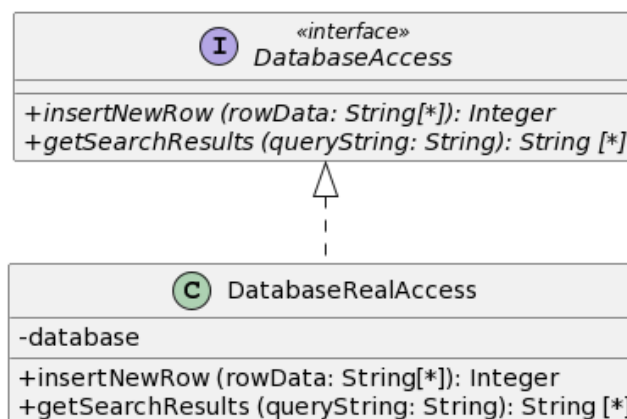 I
«interface»
DatabaseAccess
+insertNewRow (rowData: String[*]): Integer
+getSearchResults (queryString: String): String [*]
C
DatabaseRealAccess
-database
+insertNewRow (rowData: String[*]): Integer
+getSearchResults (queryString: String): String [*]